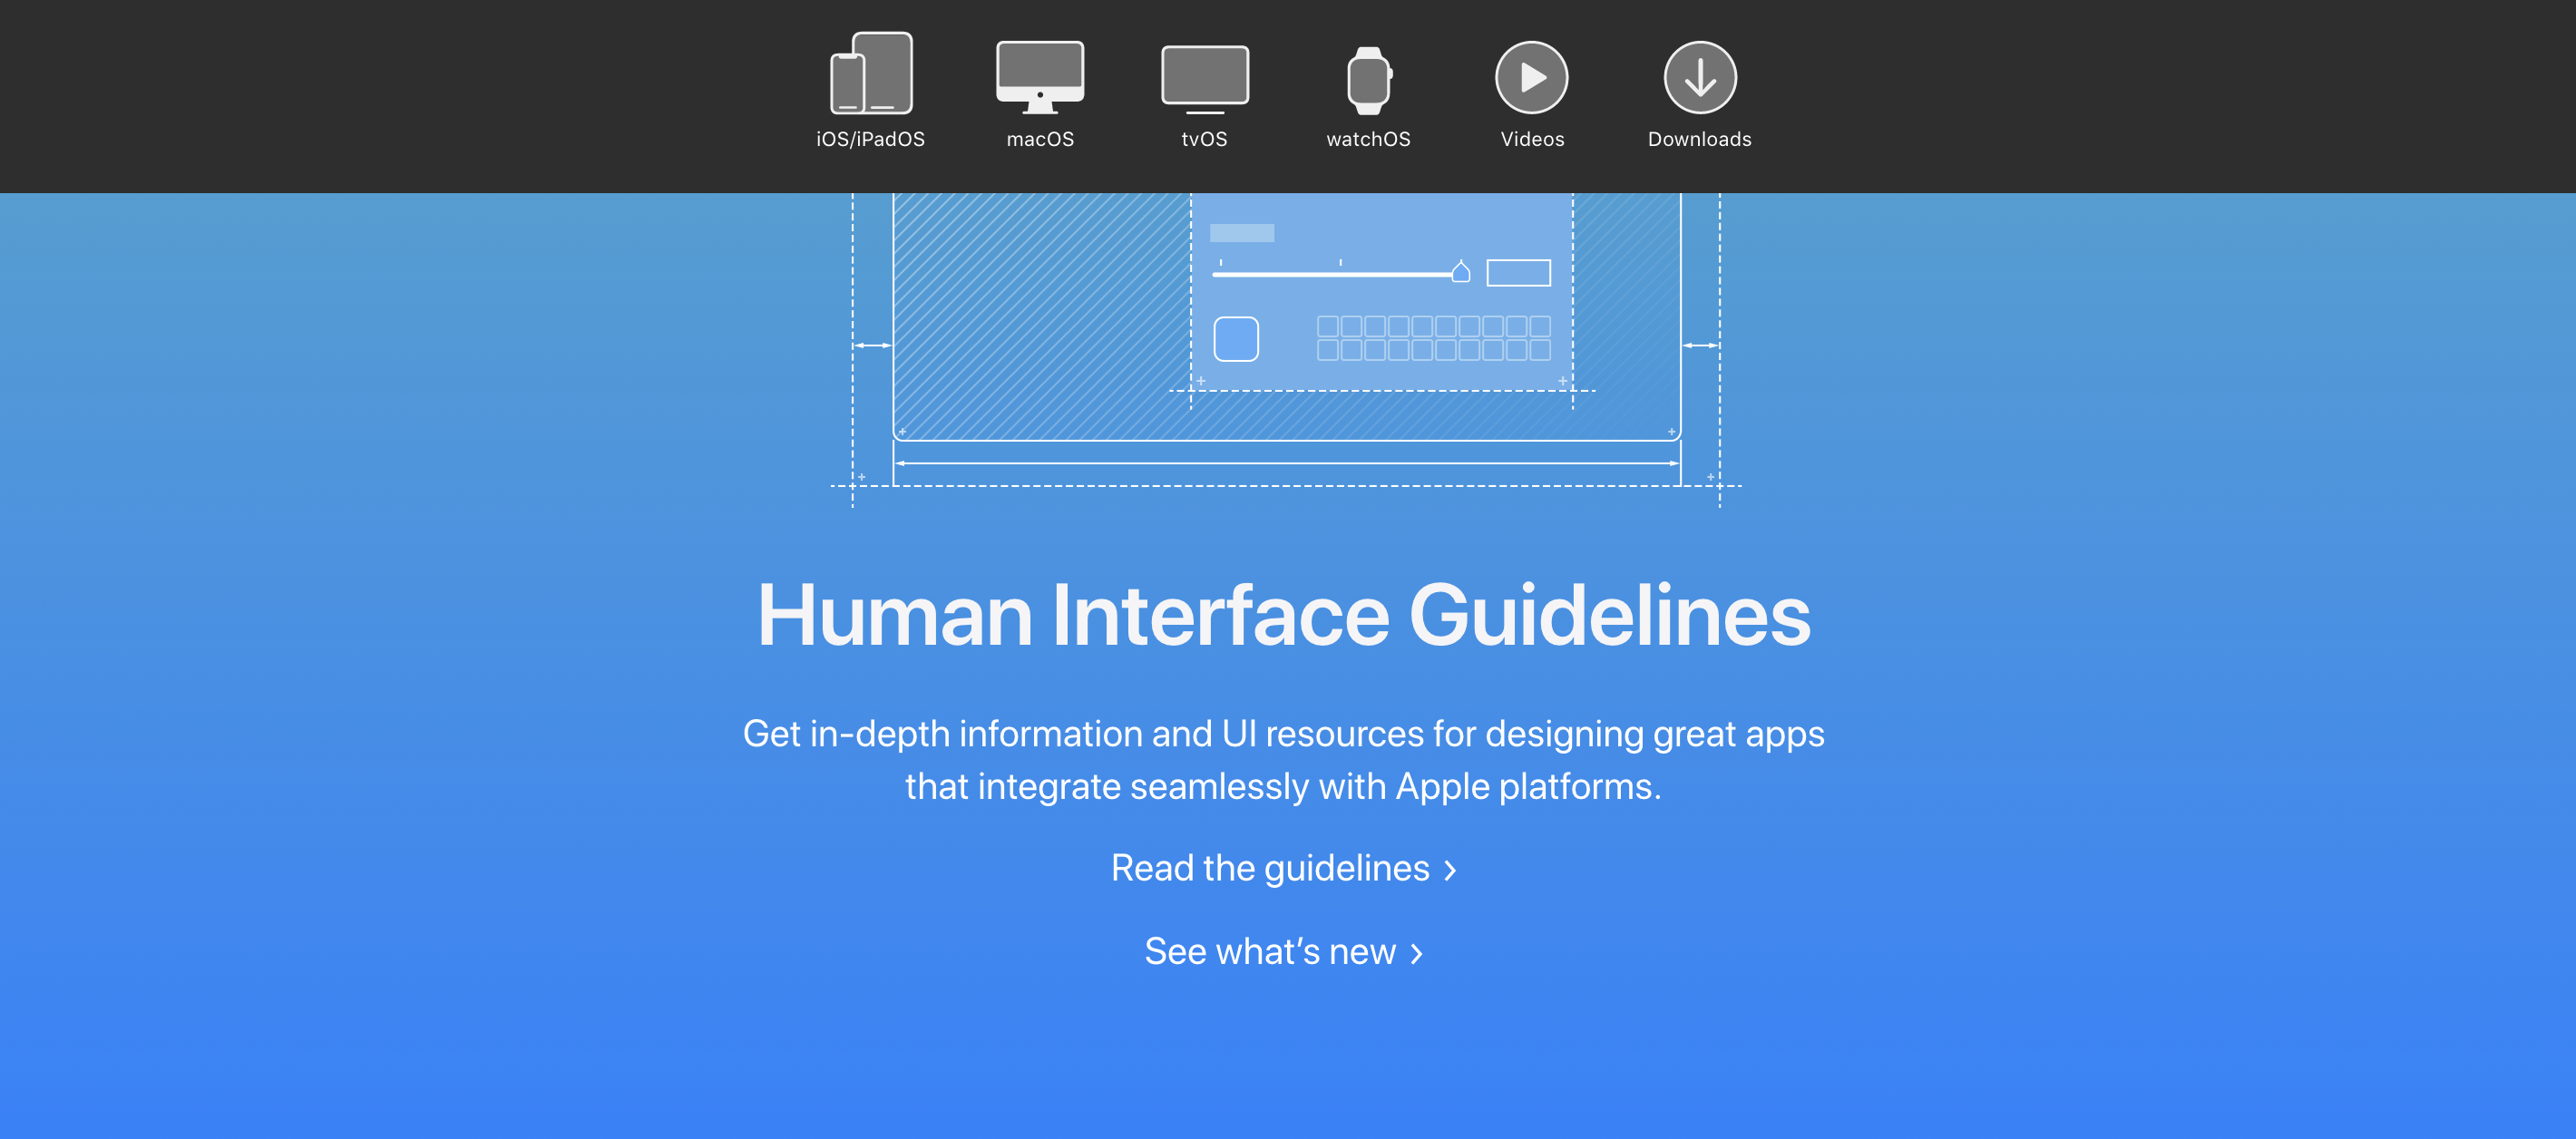 iOS/iPadOS
macOS
tvOS
watchOS
Videos
Downloads
Human Interface Guidelines
Get in-depth information and UI resources for designing great apps
that integrate seamlessly with Apple platforms.
Read the guidelines ›
See what’s new ›